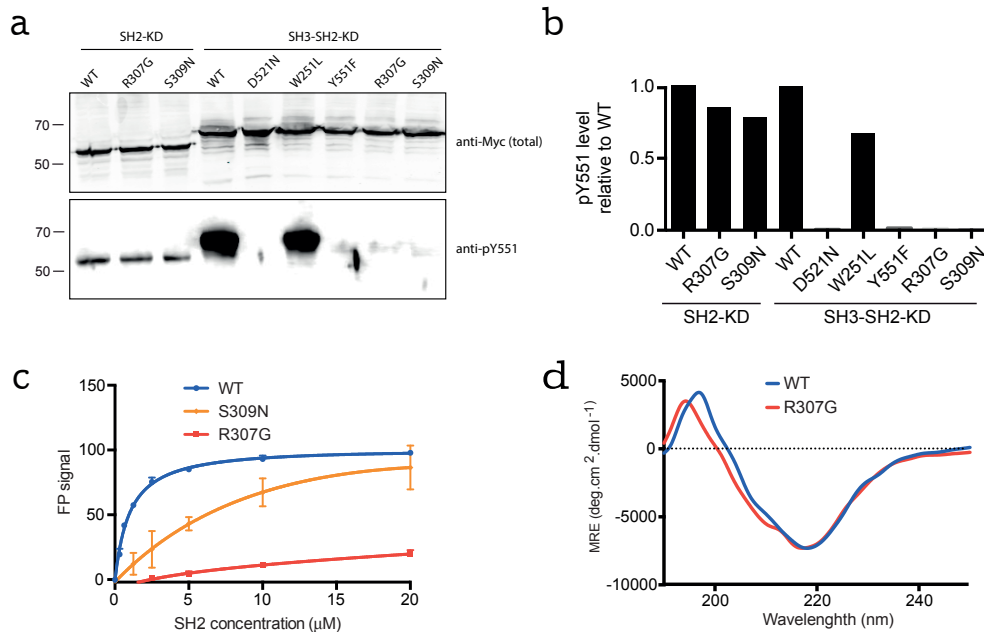 a
SH2-KD SH3-SH2-KD
WT R307G S309N WT D521N W251L Y551F R307G S309N
70
50
anti-Myc (total)
70
50
anti-pY551
b
pY551 level
relative to WT
1.0
0.5
0.0
WT R307G S309N WT D521N W251L Y551F R307G S309N
SH2-KD SH3-SH2-KD
c
FP signal
150
100
50
0
WT
S309N
R307G
0 5 10 15 20
SH2 concentration (μM)
d
MRE (deg.cm².dmol⁻¹)
5000
0
-5000
-10000
WT
R307G
200 220 240
Wavelenghth (nm)